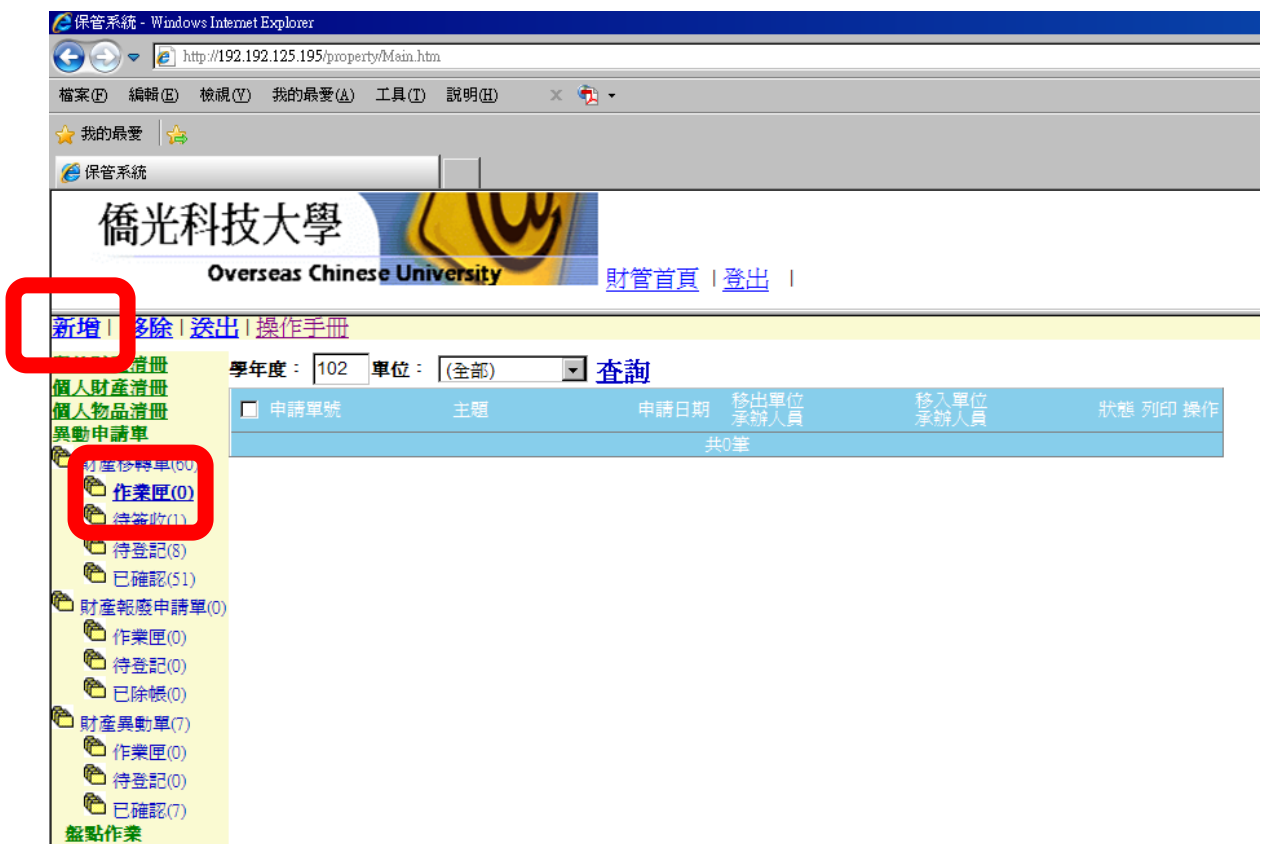 保管系統 - Windows Internet Explorer
http://192.192.125.195/property/Main.htm
檔案(F) 編輯(E) 檢視(V) 我的最愛(A) 工具(T) 說明(H)
我的最愛
保管系統
僑光科技大學
Overseas Chinese University
財管首頁 | 登出 |
新增 | 移除 | 送出 | 操作手冊
清冊
個人財產清冊
個人物品清冊
異動申請單
財產移轉單(60)
作業匣(0)
待簽收(1)
待登記(8)
已確認(51)
財產報廢申請單(0)
作業匣(0)
待登記(0)
已除帳(0)
財產異動單(7)
作業匣(0)
待登記(0)
已確認(7)
盤點作業
學年度： 102 單位： (全部) 查詢
申請單號 主題 申請日期 移出單位 承辦人員 移入單位 承辦人員 狀態 列印 操作
共0筆